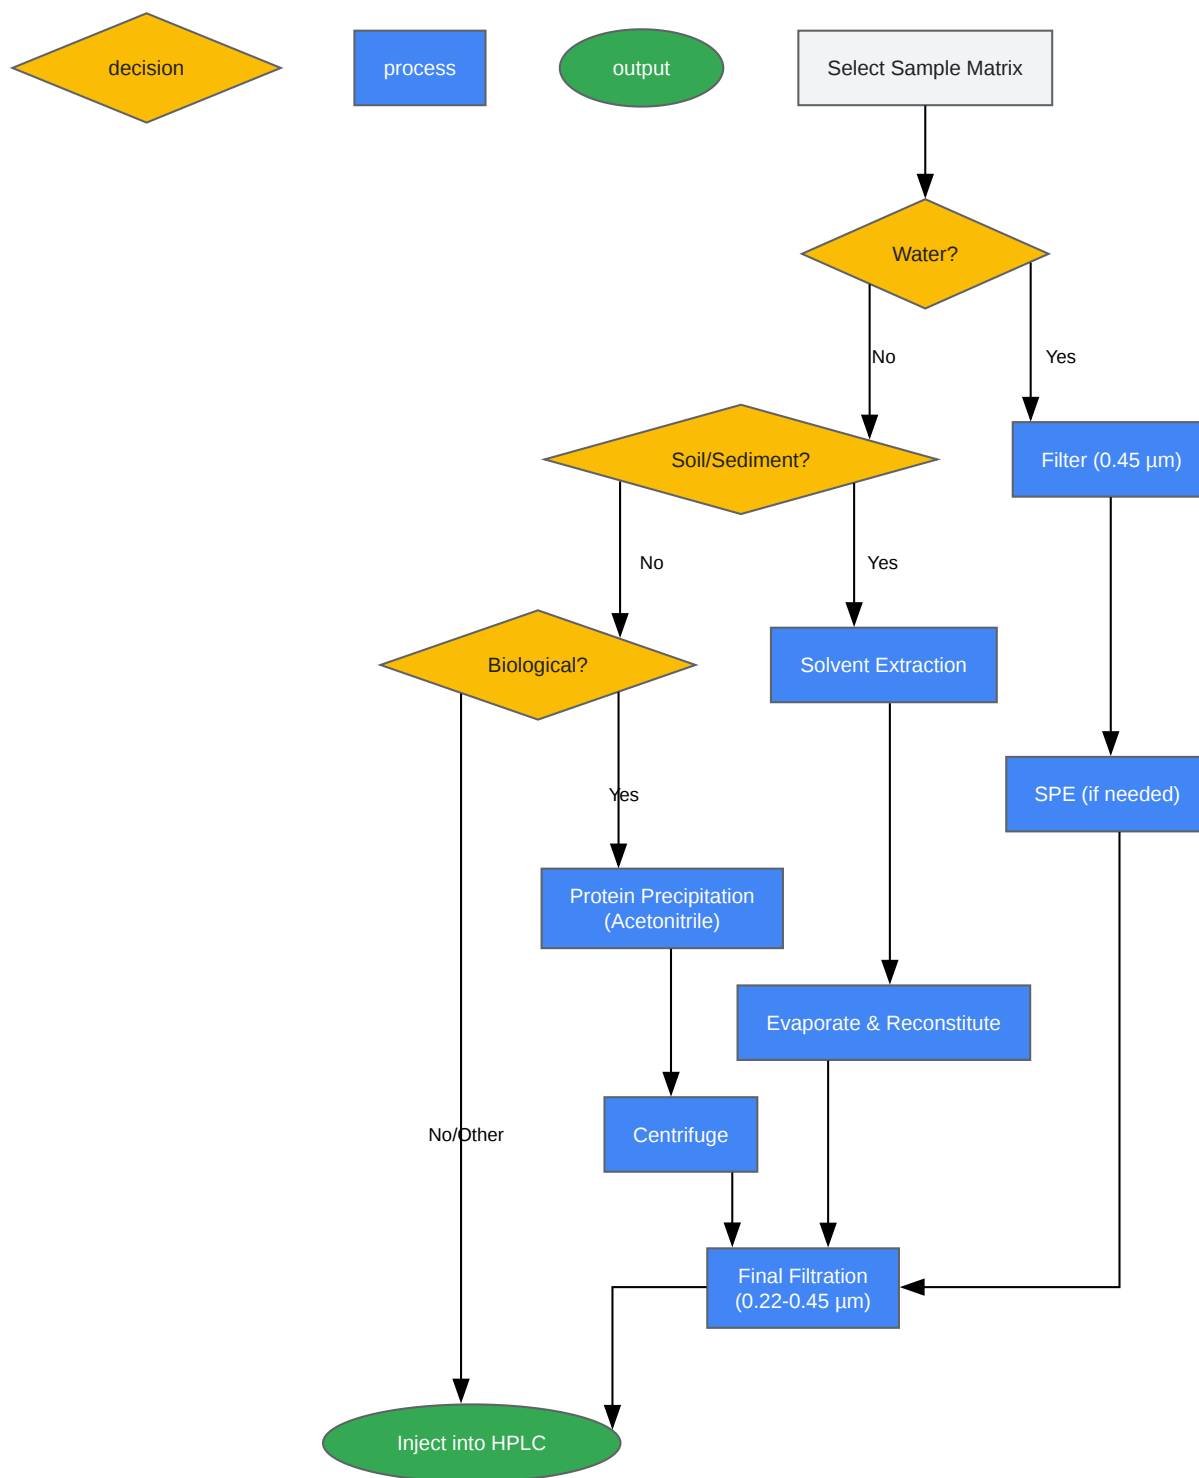 decision
process
output
Select Sample Matrix
Water?
No
Yes
Soil/Sediment?
Filter (0.45 µm)
No
Yes
Biological?
Solvent Extraction
Yes
SPE (if needed)
Protein Precipitation
(Acetonitrile)
Evaporate & Reconstitute
No/Other
Centrifuge
Final Filtration
(0.22-0.45 µm)
Inject into HPLC